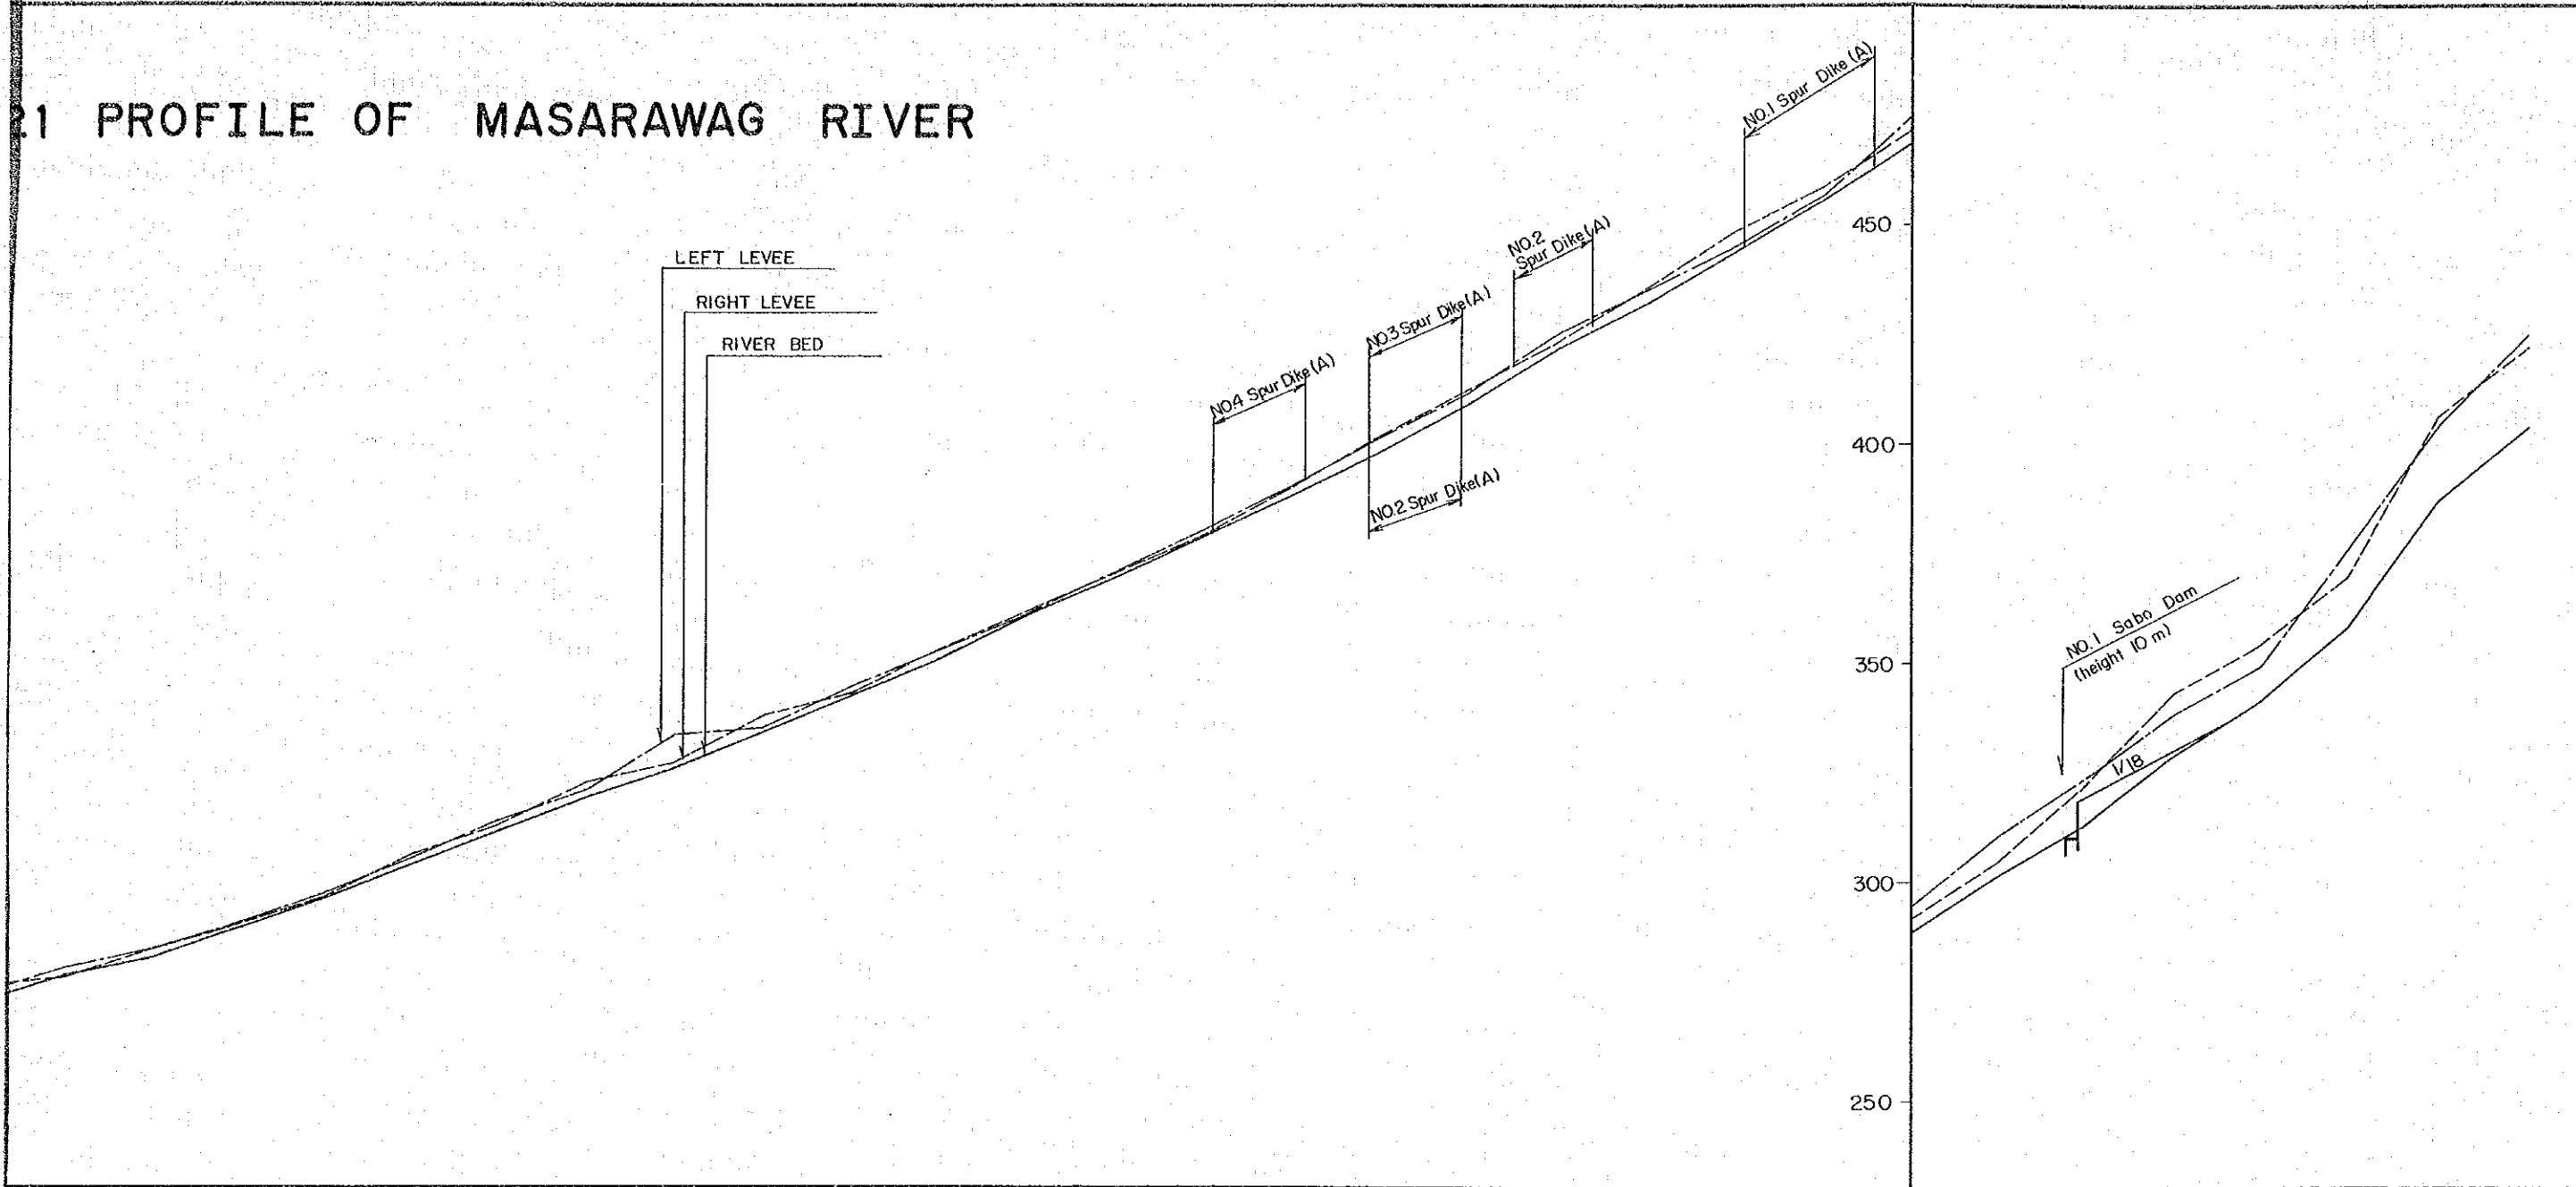 21 PROFILE OF MASARAWAG RIVER
LEFT LEVEE
RIGHT LEVEE
RIVER BED
NO.4 Spur Dike (A)
NO.3 Spur Dike (A)
NO.2 Spur Dike (A)
NO.2
Spur Dike (A)
NO.1 Spur Dike (A)
450
400
350
300
250
NO.1 Sabo Dam
(height 10 m)
1/18